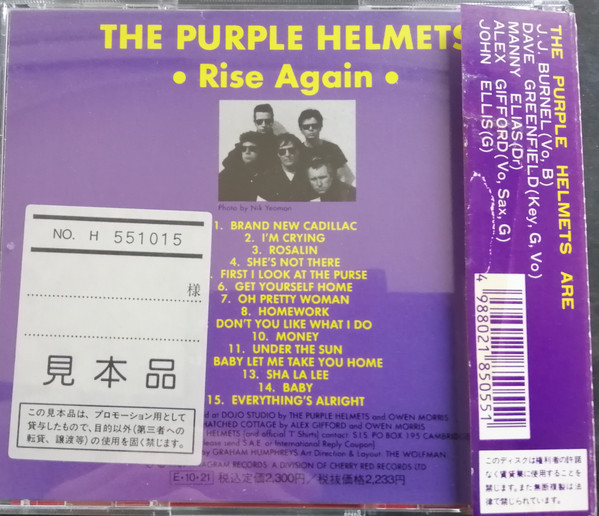 THE PURPLE HELMETS
• Rise Again •
Photo by Nik Yeoman
1. BRAND NEW CADILLAC
2. I'M CRYING
3. ROSALIN
4. SHE'S NOT THERE
. FIRST I LOOK AT THE PURSE
6. GET YOURSELF HOME
7. OH PRETTY WOMAN
8. HOMEWORK
DON'T YOU LIKE WHAT I DO
10. MONEY
11. UNDER THE SUN
BABY LET ME TAKE YOU HOME
13. SHA LA LEE
14. BABY
15. EVERYTHING'S ALRIGHT
at DOJO STUDIO by THE PURPLE HELMETS and OWEN MORRIS
HATCHED COTTAGE by ALEX GIFFORD and OWEN MORRIS
HELMETS (and official 'T' Shirts) contact: S.I.S. PO BOX 195 CAMBRIDGE
lease send S.A.E. or International Reply Coupon)
by GRAHAM HUMPHREYS Art Direction & Layout: THE WOLFMAN
AGRAM RECORDS: A DIVISION OF CHERRY RED RECORDS LTD
E・10・21 税込定価2,300円／税抜価格2,233円
NO. H 551015
様
見本品
この見本品は、プロモーション用として
貸与したもので、目的以外(第三者への
転貸、譲渡等)の使用を固く禁じます。
THE PURPLE HELMETS ARE
J.J. BURNEL(Vo, B)
DAVE GREENFIELD(Key, G, Vo)
MANNY ELIAS(Dr)
ALEX GIFFORD(Vo, Sax, G)
JOHN ELLIS(G)
4 988021 850551
このディスクは権利者の許諾
なく賃貸業に使用することを
禁じます。また無断複製は法
律で禁じられています。